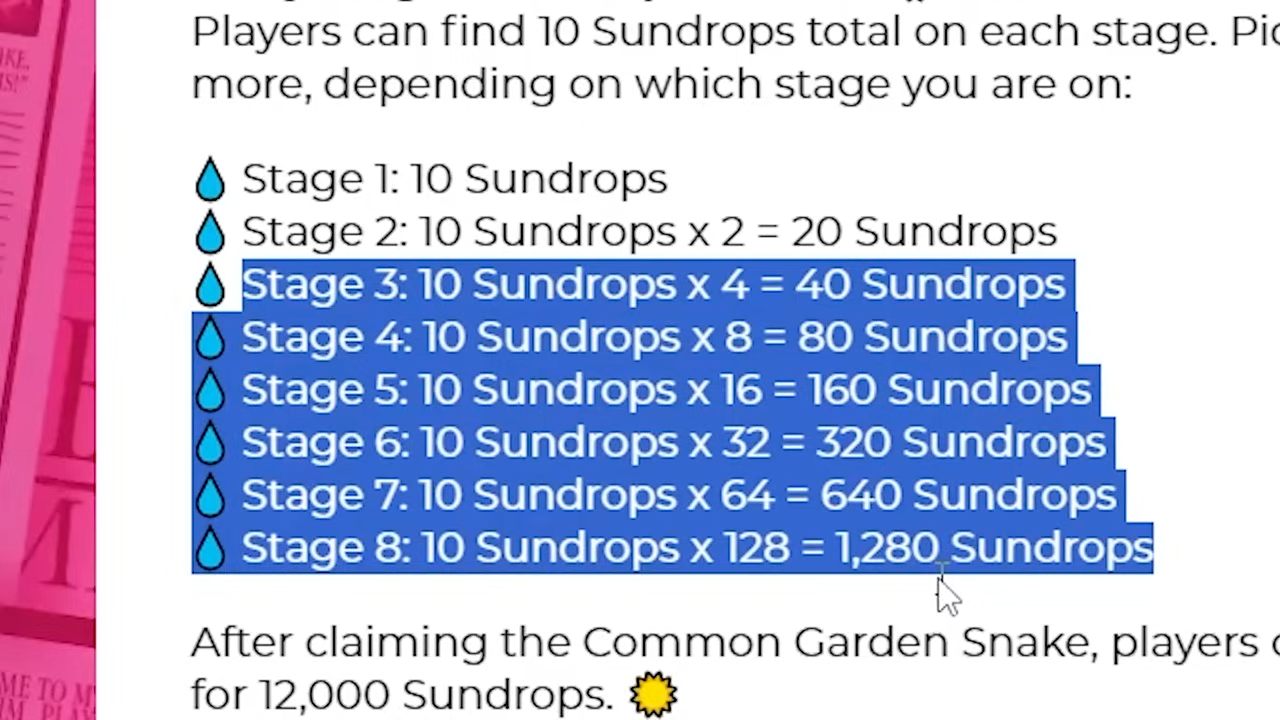 Players can find 10 Sundrops total on each stage.
more, depending on which stage you are on:
Stage 1: 10 Sundrops
Stage 2: 10 Sundrops x 2 = 20 Sundrops
Stage 3: 10 Sundrops x 4 = 40 Sundrops
Stage 4: 10 Sundrops x 8 = 80 Sundrops
Stage 5: 10 Sundrops x 16 = 160 Sundrops
Stage 6: 10 Sundrops x 32 = 320 Sundrops
Stage 7: 10 Sundrops x 64 = 640 Sundrops
Stage 8: 10 Sundrops x 128 = 1,280 Sundrops
After claiming the Common Garden Snake, players
for 12,000 Sundrops.